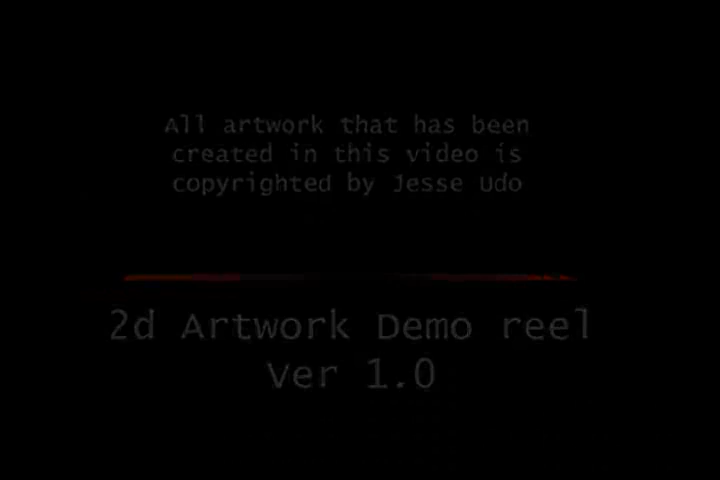 All artwork that has been
created in this video is
copyrighted by Jesse Udo
2d Artwork Demo reel
Ver 1.0